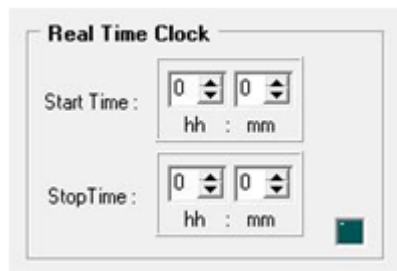 Real Time Clock
Start Time : 0 0
hh : mm
StopTime : 0 0
hh : mm